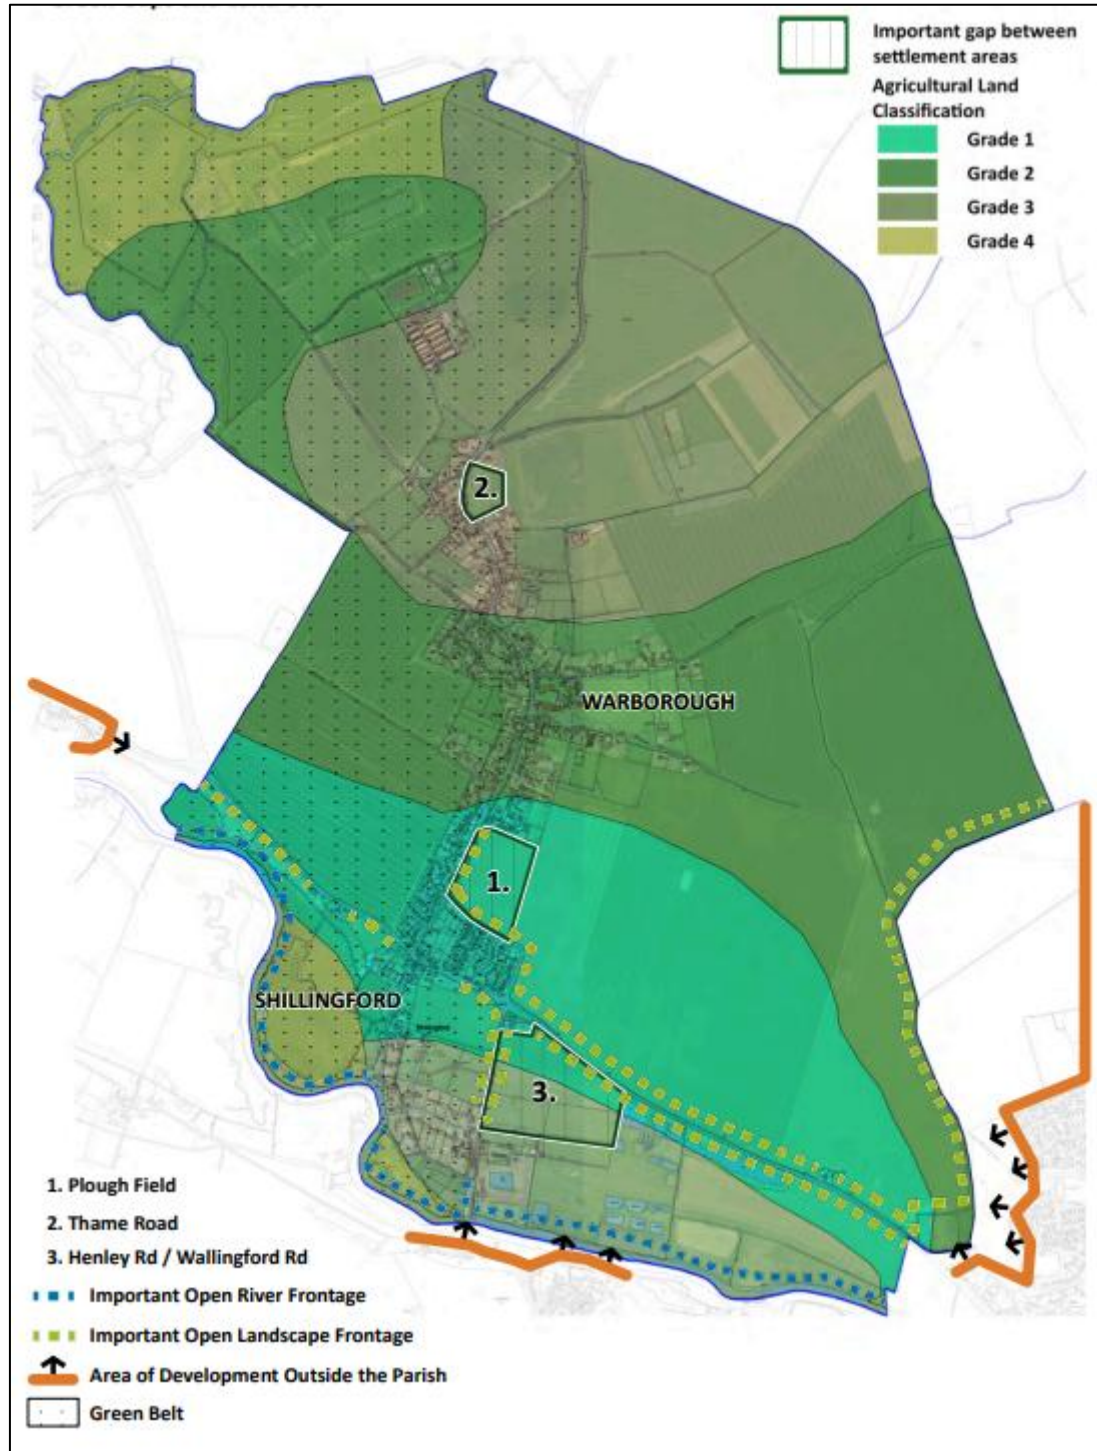 Important gap between
settlement areas
Agricultural Land
Classification
Grade 1
Grade 2
Grade 3
Grade 4
2.
WARBOROUGH
1.
SHILLINGFORD
3.
1. Plough Field
2. Thame Road
3. Henley Rd / Wallingford Rd
Important Open River Frontage
Important Open Landscape Frontage
Area of Development Outside the Parish
Green Belt